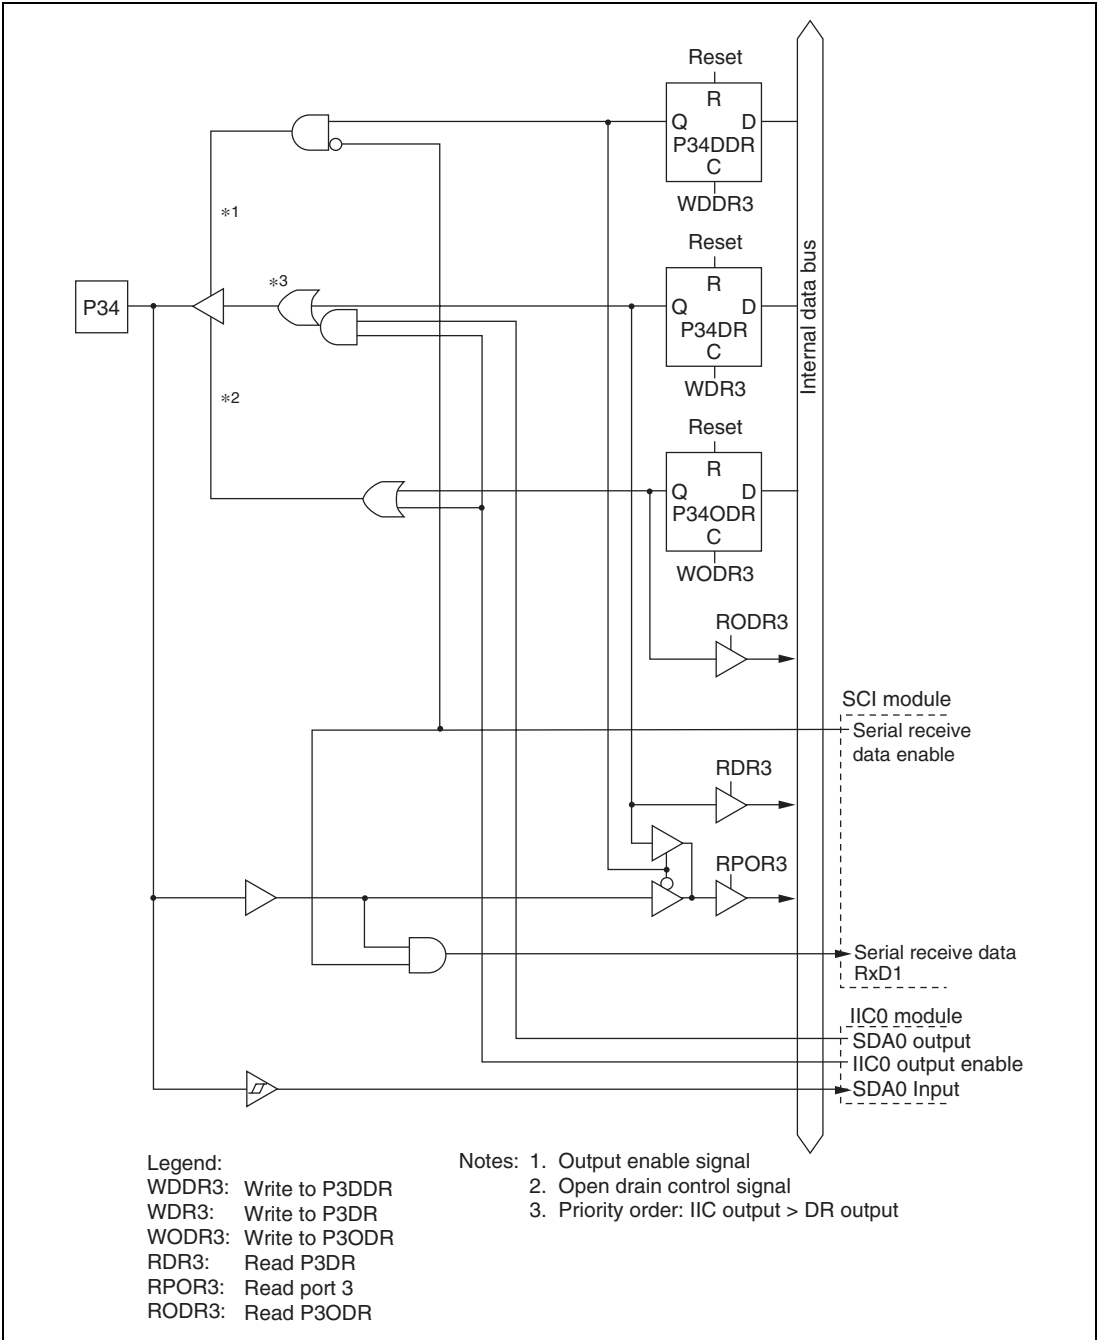 Reset
R
Q D
P34DDR
C
WDDR3
*1
Reset
R
*3
P34
Q D
P34DR
C
WDR3
*2
Internal data bus
Reset
R
Q D
P34ODR
C
WODR3
RODR3
SCI module
Serial receive
data enable
RDR3
RPOR3
Serial receive data
RxD1
IIC0 module
SDA0 output
IIC0 output enable
SDA0 Input
Legend:
WDDR3: Write to P3DDR
WDR3: Write to P3DR
WODR3: Write to P3ODR
RDR3: Read P3DR
RPOR3: Read port 3
RODR3: Read P3ODR
Notes: 1. Output enable signal
2. Open drain control signal
3. Priority order: IIC output > DR output